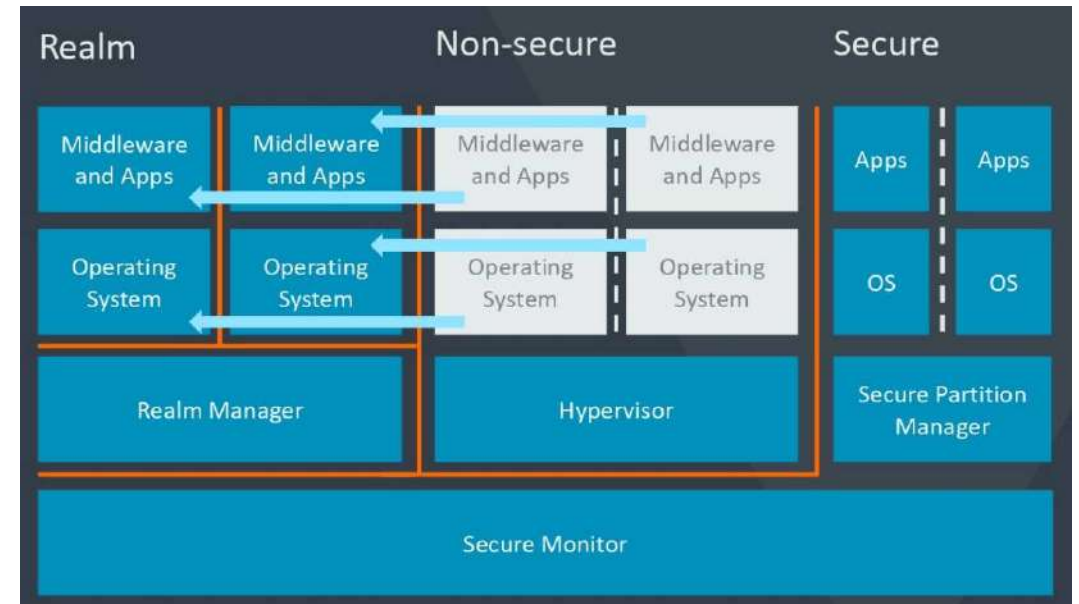 Realm
Non-secure
Secure
Middleware
and Apps
Middleware
and Apps
Middleware
and Apps
Middleware
and Apps
Apps
Apps
Operating
System
Operating
System
Operating
System
Operating
System
OS
OS
Realm Manager
Hypervisor
Secure Partition
Manager
Secure Monitor